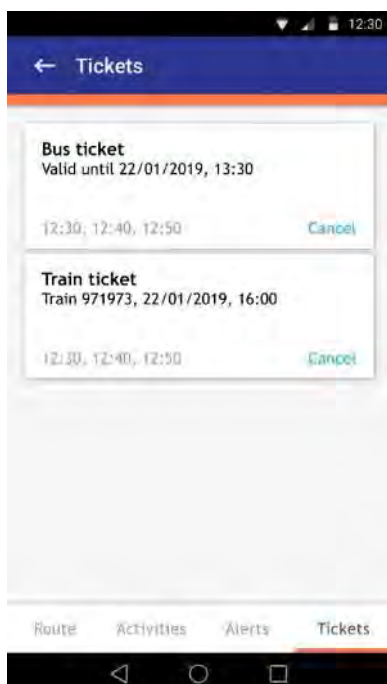 12:30
Tickets
Bus ticket
Valid until 22/01/2019, 13:30
12:30, 12:40, 12:50
Cancel
Train ticket
Train 971973, 22/01/2019, 16:00
12:30, 12:40, 12:50
Cancel
Route Activities Alerts Tickets